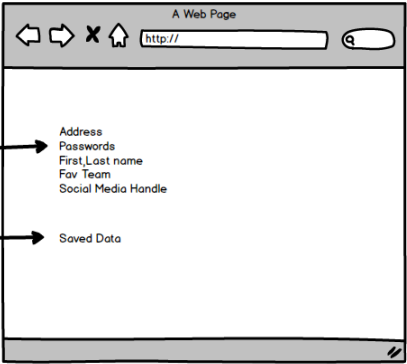 A Web Page
http://
Address
Passwords
First,Last name
Fav Team
Social Media Handle
Saved Data